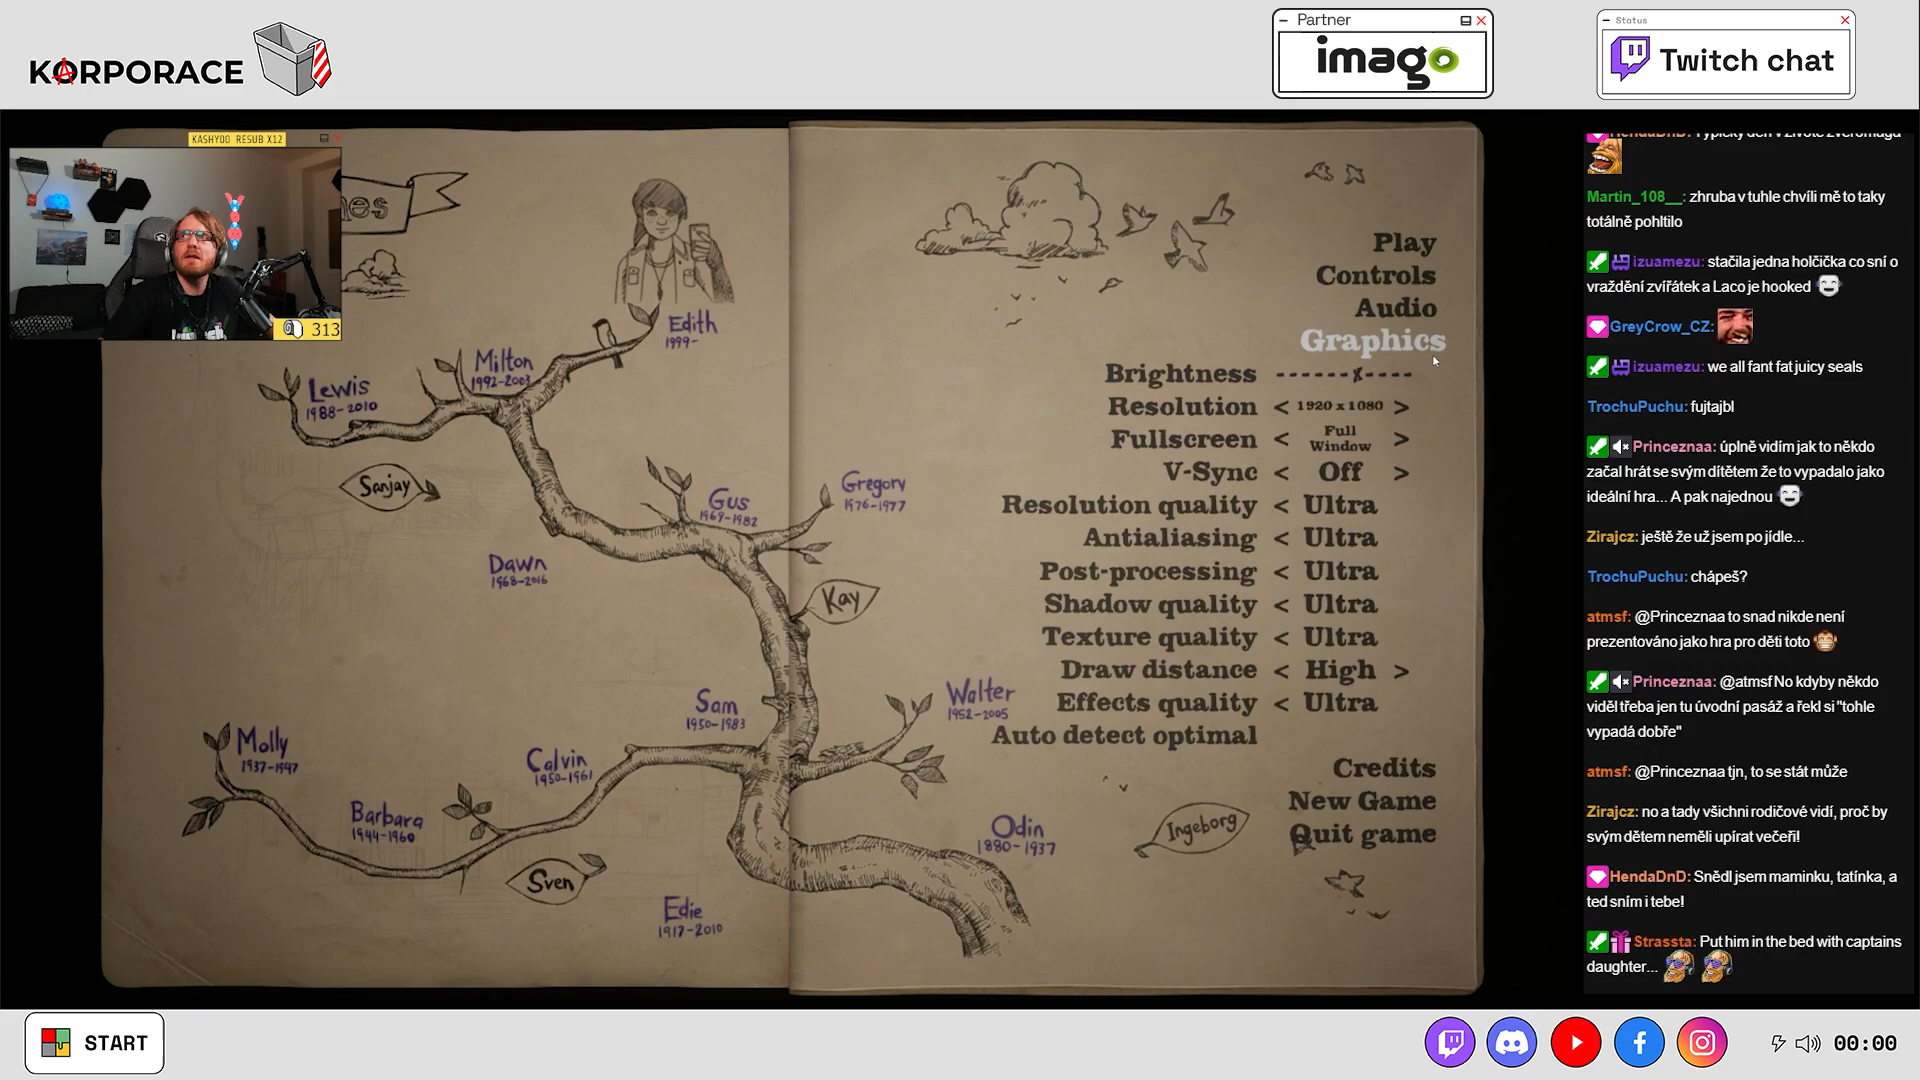 KORPORACE
Partner
imago
Status
Twitch chat
KASHYOO RESUB X12
313
nes
Edith
1999-
Milton
1992-2003
Lewis
1988-2010
Sanjay
Gus
1969-1982
Gregory
1976-1977
Dawn
1968-2016
Kay
Sam
1950-1983
Walter
1952-2005
Molly
1937-1947
Calvin
1950-1961
Barbara
1944-1960
Odin
1880-1937
Ingeborg
Sven
Edie
1917-2010
Play
Controls
Audio
Graphics
Brightness
Resolution < 1920 x 1080 >
Fullscreen < Full Window >
V-Sync < Off >
Resolution quality < Ultra
Antialiasing < Ultra
Post-processing < Ultra
Shadow quality < Ultra
Texture quality < Ultra
Draw distance < High >
Effects quality < Ultra
Auto detect optimal
Credits
New Game
Quit game
HendaDnD: Typický den v životě zvěromága
Martin_108__: zhruba v tuhle chvíli mě to taky
totálně pohltilo
izuamezu: stačila jedna holčička co sní o
vraždění zvířátek a Laco je hooked
GreyCrow_CZ:
izuamezu: we all fant fat juicy seals
TrochuPuchu: fujtajbl
Princeznaa: úplně vidím jak to někdo
začal hrát se svým dítětem že to vypadalo jako
ideální hra... A pak najednou
Zirajcz: ještě že už jsem po jídle...
TrochuPuchu: chápeš?
atmsf: @Princeznaa to snad nikde není
prezentováno jako hra pro děti toto
Princeznaa: @atmsf No kdyby někdo
viděl třeba jen tu úvodní pasáž a řekl si "tohle
vypadá dobře"
atmsf: @Princeznaa tjn, to se stát může
Zirajcz: no a tady všichni rodičové vidí, proč by
svým dětem neměli upírat večeři!
HendaDnD: Snědl jsem maminku, tatínka, a
ted sním i tebe!
Strassta: Put him in the bed with captains
daughter...
START
00:00